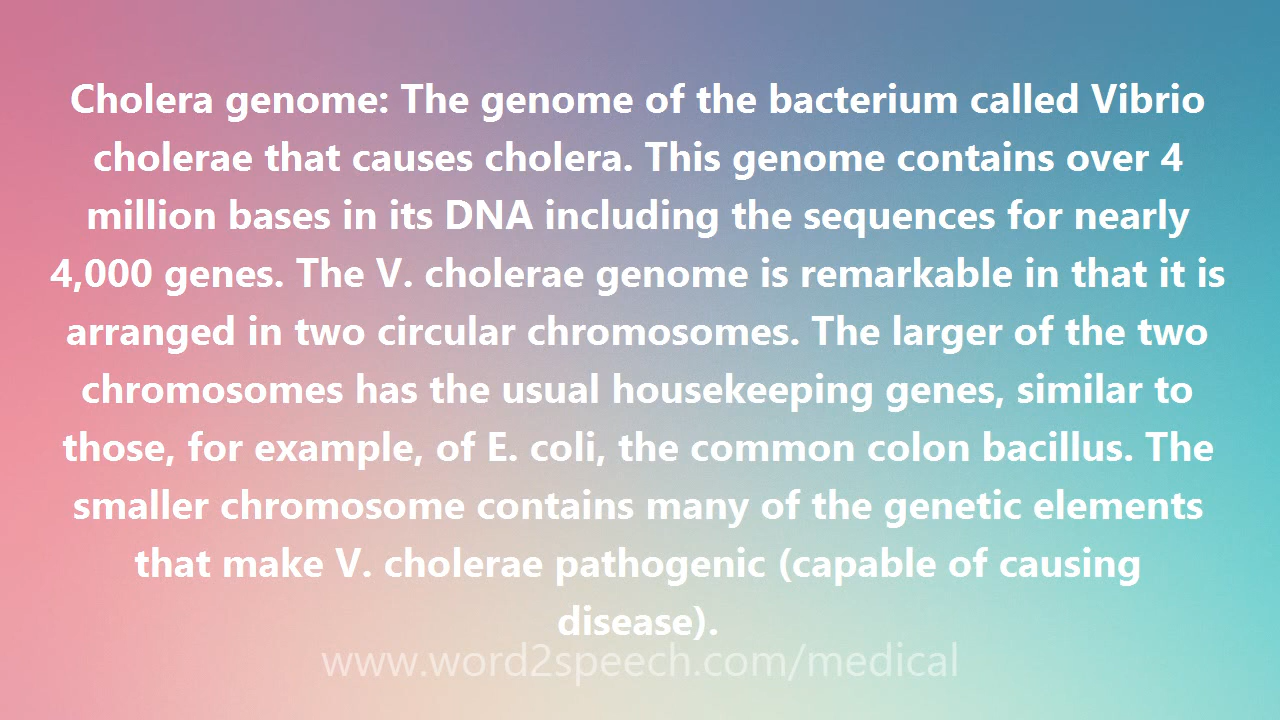 Cholera genome: The genome of the bacterium called Vibrio
cholerae that causes cholera. This genome contains over 4
million bases in its DNA including the sequences for nearly
4,000 genes. The V. cholerae genome is remarkable in that it is
arranged in two circular chromosomes. The larger of the two
chromosomes has the usual housekeeping genes, similar to
those, for example, of E. coli, the common colon bacillus. The
smaller chromosome contains many of the genetic elements
that make V. cholerae pathogenic (capable of causing
disease).
www.word2speech.com/medical